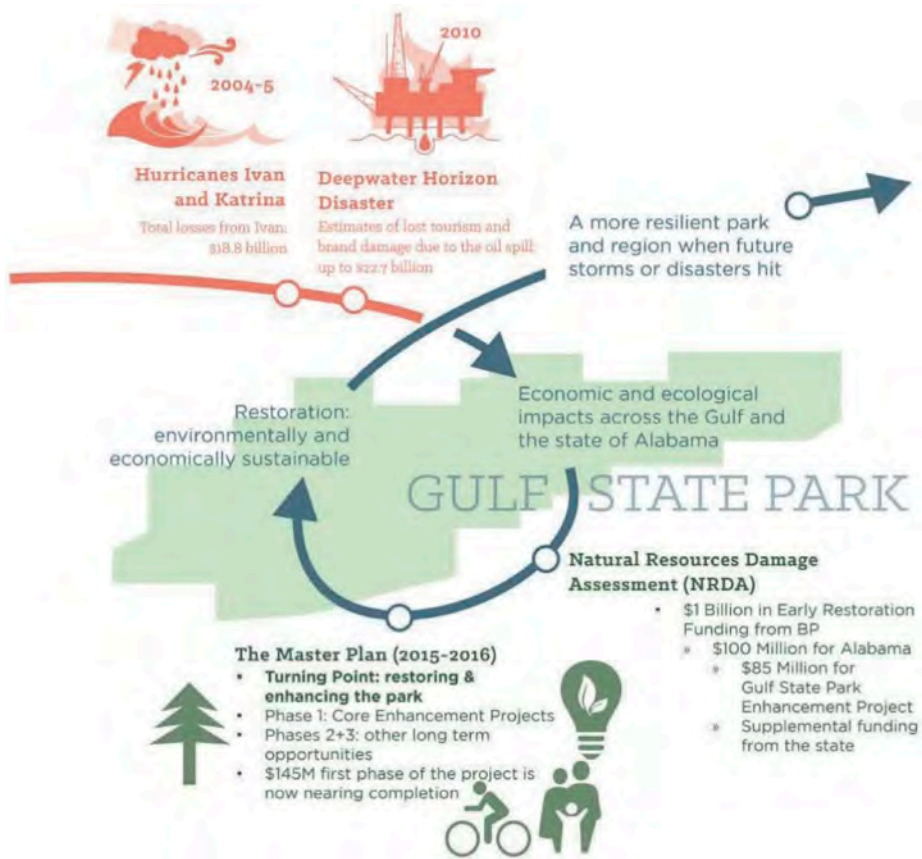 2004-5
Hurricanes Ivan
and Katrina
Total losses from Ivan:
$18.8 billion
2010
Deepwater Horizon
Disaster
Estimates of lost tourism and
brand damage due to the oil spill:
up to $22.7 billion
A more resilient park
and region when future
storms or disasters hit
Economic and ecological
impacts across the Gulf and
the state of Alabama
Restoration:
environmentally and
economically sustainable
GULF STATE PARK
Natural Resources Damage
Assessment (NRDA)
• $1 Billion in Early Restoration
Funding from BP
» $100 Million for Alabama
» $85 Million for
Gulf State Park
Enhancement Project
» Supplemental funding
from the state
The Master Plan (2015-2016)
• Turning Point: restoring &
enhancing the park
• Phase 1: Core Enhancement Projects
• Phases 2+3: other long term
opportunities
• $145M first phase of the project is
now nearing completion